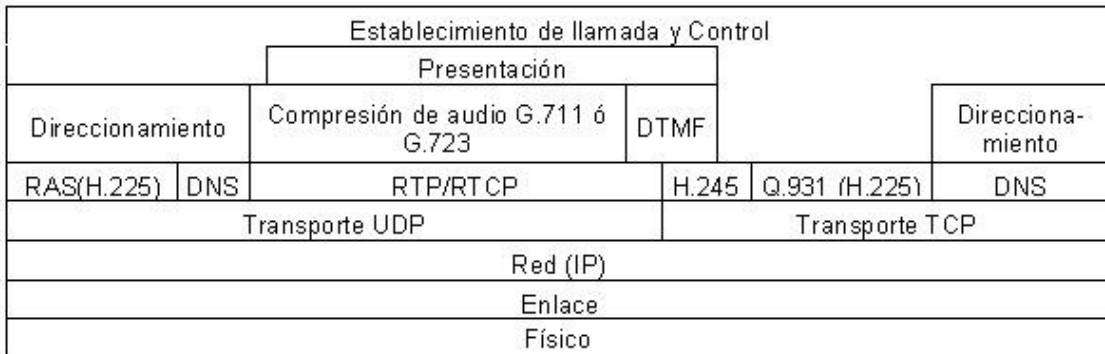 Establecimiento de llamada y Control
Presentación
Direccionamiento
Compresión de audio G.711 ó
G.723
DTMF
Direcciona-
miento
RAS(H.225)
DNS
RTP/RTCP
H.245
Q.931 (H.225)
DNS
Transporte UDP
Transporte TCP
Red (IP)
Enlace
Físico